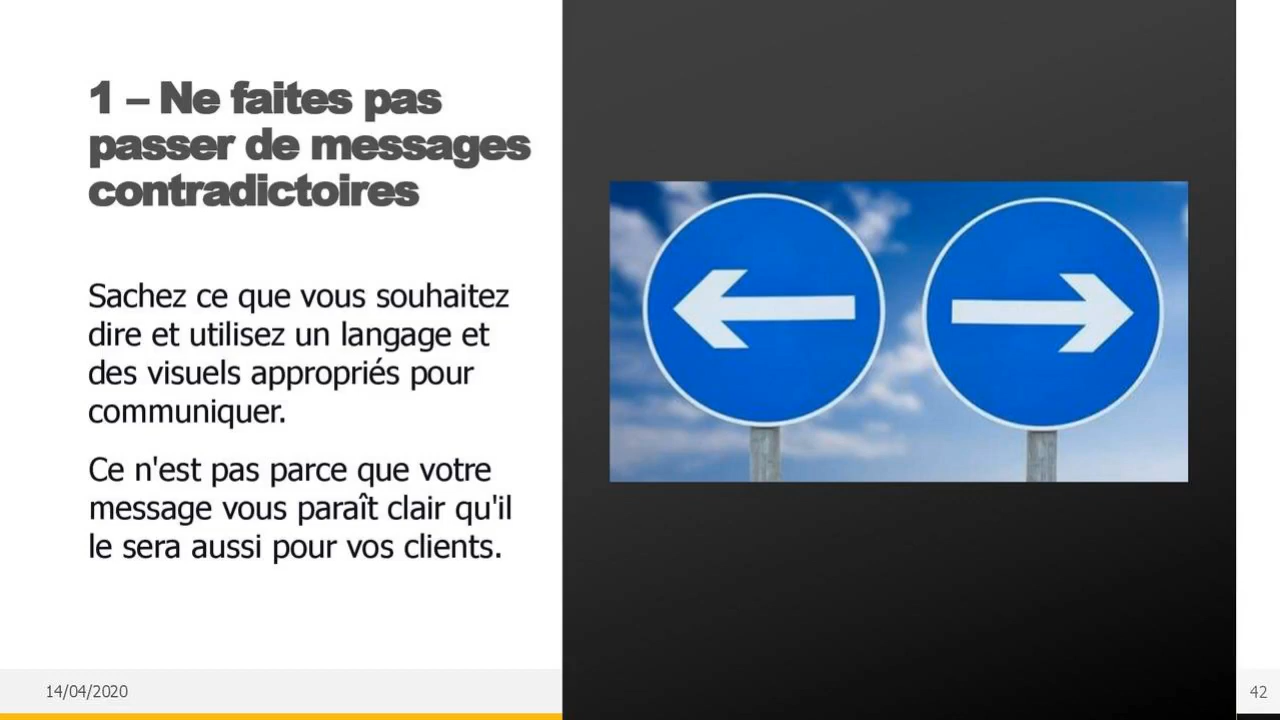 1 – Ne faites pas
passer de messages
contradictoires
Sachez ce que vous souhaitez
dire et utilisez un langage et
des visuels appropriés pour
communiquer.
Ce n'est pas parce que votre
message vous paraît clair qu'il
le sera aussi pour vos clients.
14/04/2020
42